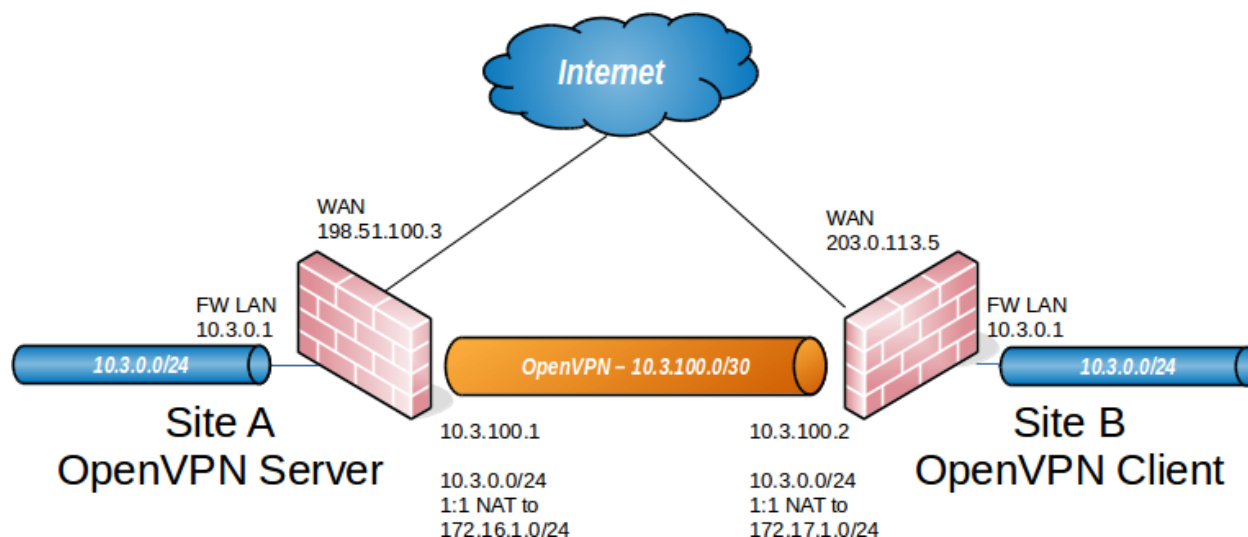 Internet
WAN
198.51.100.3
WAN
203.0.113.5
FW LAN
10.3.0.1
FW LAN
10.3.0.1
10.3.0.0/24
OpenVPN – 10.3.100.0/30
10.3.0.0/24
Site A
OpenVPN Server
10.3.100.1
10.3.0.0/24
1:1 NAT to
172.16.1.0/24
10.3.100.2
10.3.0.0/24
1:1 NAT to
172.17.1.0/24
Site B
OpenVPN Client